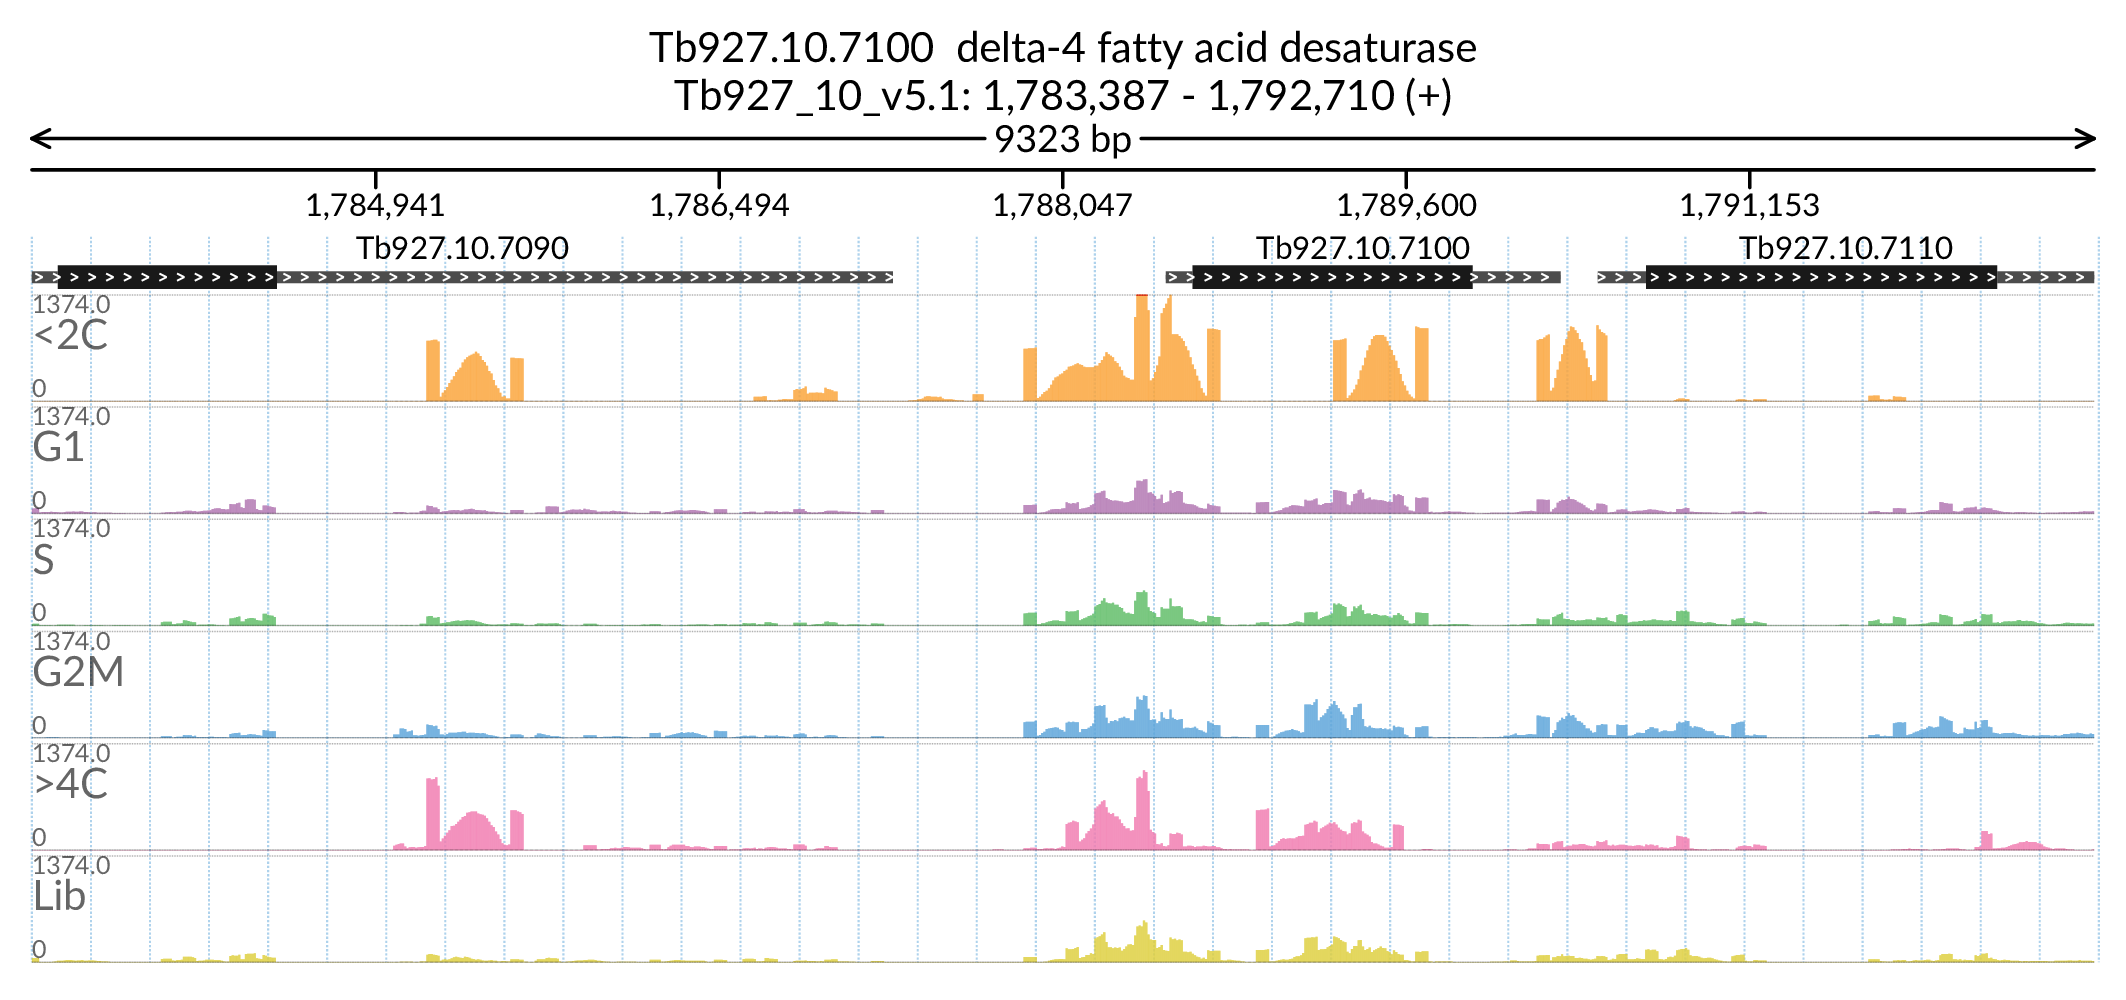 Tb927.10.7100  delta-4 fatty acid desaturase
Tb927_10_v5.1: 1,783,387 - 1,792,710 (+)
9323 bp
1,784,941 1,786,494 1,788,047 1,789,600 1,791,153
Tb927.10.7090 Tb927.10.7100 Tb927.10.7110
1374.0
<2C
0
1374.0
G1
0
1374.0
S
0
1374.0
G2M
0
1374.0
>4C
0
1374.0
Lib
0